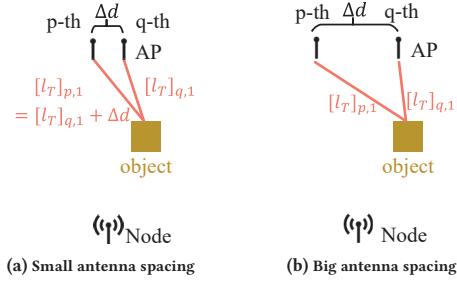 Δd
p-th q-th
AP
[l_T]_{p,1} [l_T]_{q,1}
= [l_T]_{q,1} + Δd
object
Node
(a) Small antenna spacing
Δd
p-th q-th
AP
[l_T]_{p,1} [l_T]_{q,1}
object
Node
(b) Big antenna spacing